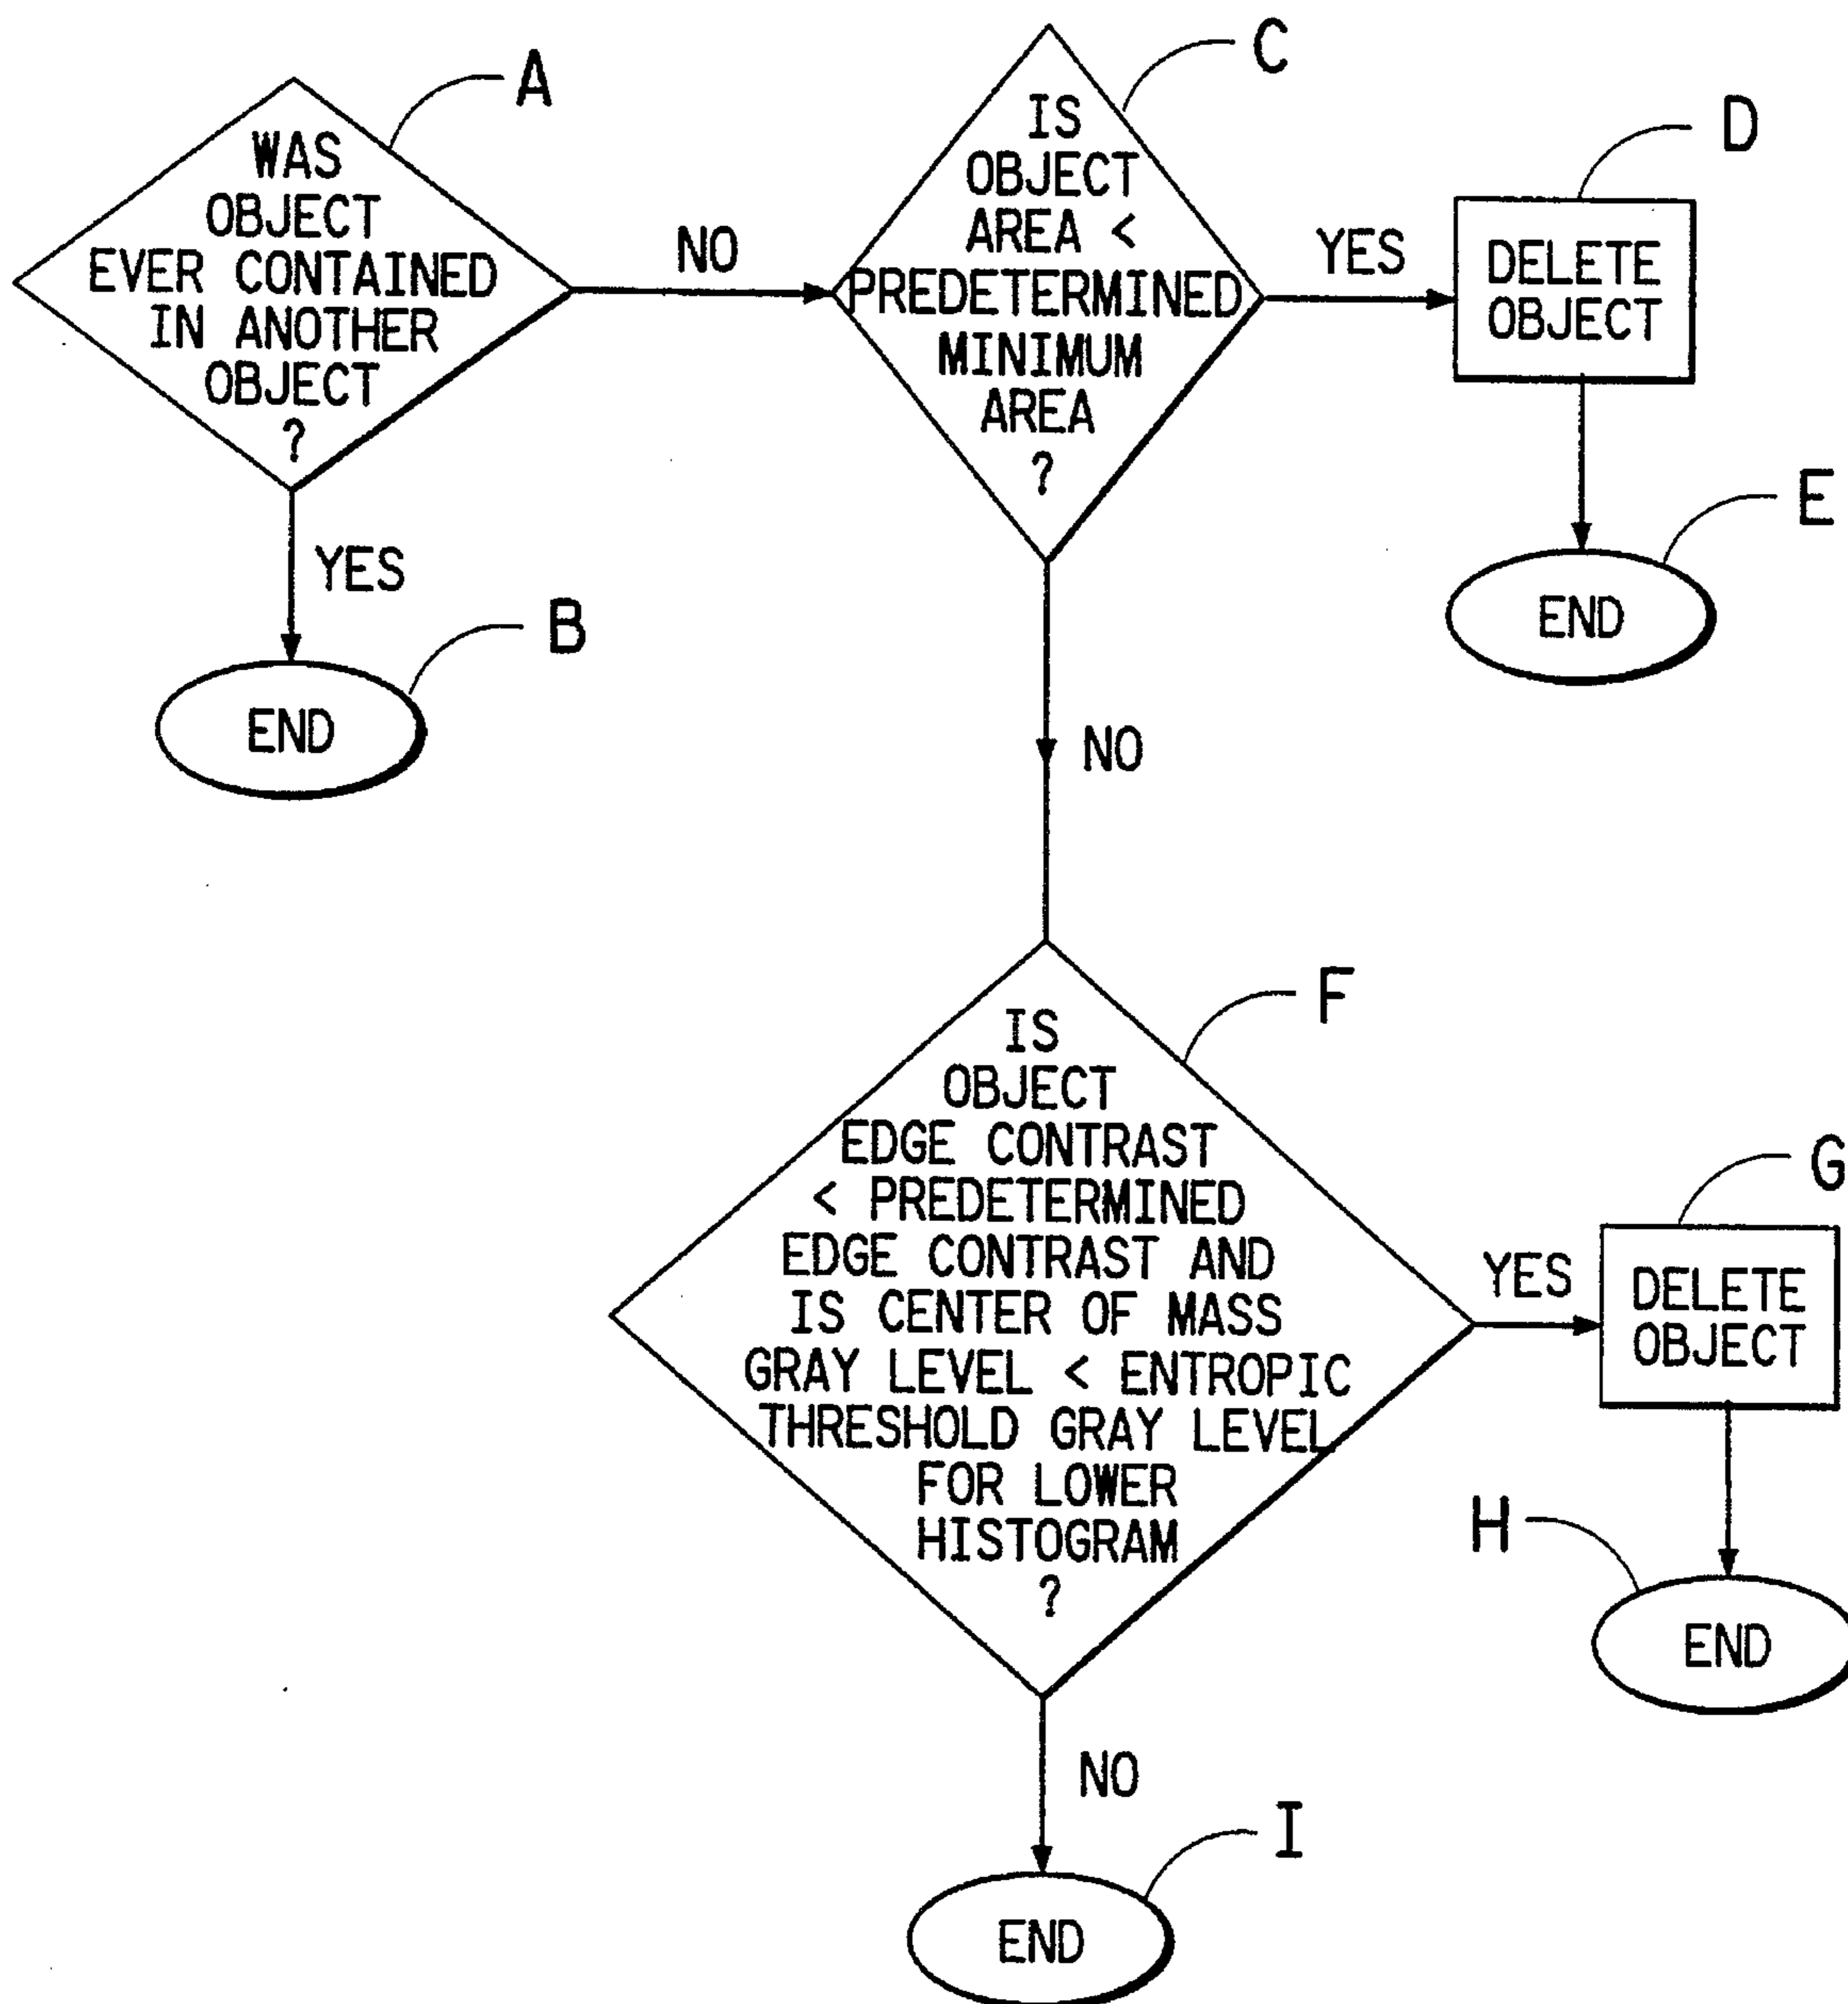 A
WAS
OBJECT
EVER CONTAINED
IN ANOTHER
OBJECT
?
NO
YES
B
END
C
IS
OBJECT
AREA <
PREDETERMINED
MINIMUM
AREA
?
YES
D
DELETE
OBJECT
E
END
NO
F
IS
OBJECT
EDGE CONTRAST
< PREDETERMINED
EDGE CONTRAST AND
IS CENTER OF MASS
GRAY LEVEL < ENTROPIC
THRESHOLD GRAY LEVEL
FOR LOWER
HISTOGRAM
?
YES
G
DELETE
OBJECT
H
END
NO
I
END